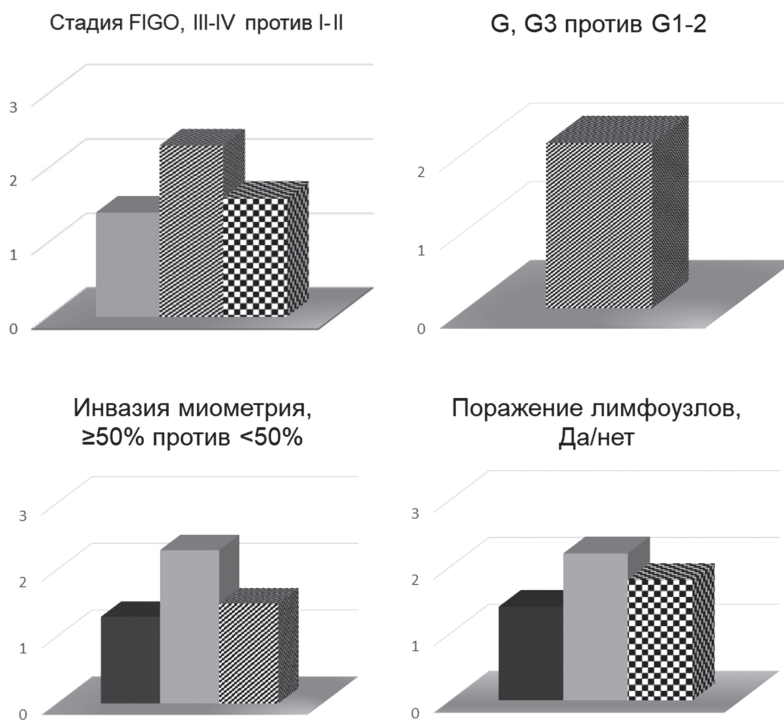 Стадия FIGO, III-IV против I-II
3
2
1
0
G, G3 против G1-2
2
1
0
Инвазия миометрия,
≥50% против <50%
3
2
1
0
Поражение лимфоузлов,
Да/нет
3
2
1
0